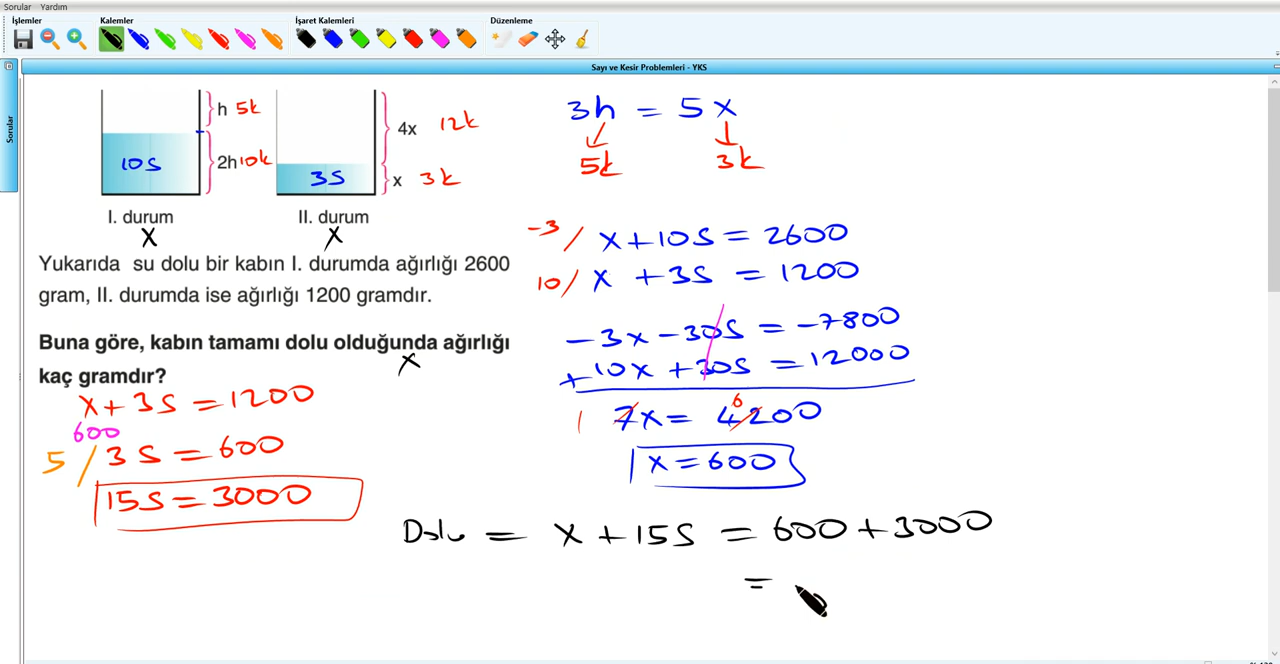 Sorular Yardım
İşlemler Kalemler İşaret Kalemleri Düzenleme
Sayı ve Kesir Problemleri - YKS
Sorular
h 5k
2h 10k
10S
4x 12k
x 3k
3S
I. durum II. durum
x x
Yukarıda su dolu bir kabın I. durumda ağırlığı 2600
gram, II. durumda ise ağırlığı 1200 gramdır.
Buna göre, kabın tamamı dolu olduğunda ağırlığı
x
kaç gramdır?
x + 3S = 1200
600
5 / 3S = 600
15S = 3000
3h = 5x
5k 3k
-3 / x + 10S = 2600
10 / x + 3S = 1200
-3x - 30S = -7800
+ 10x + 30S = 12000
1 7x = 4200
6
x = 600
Dolu = x + 15S = 600 + 3000
=